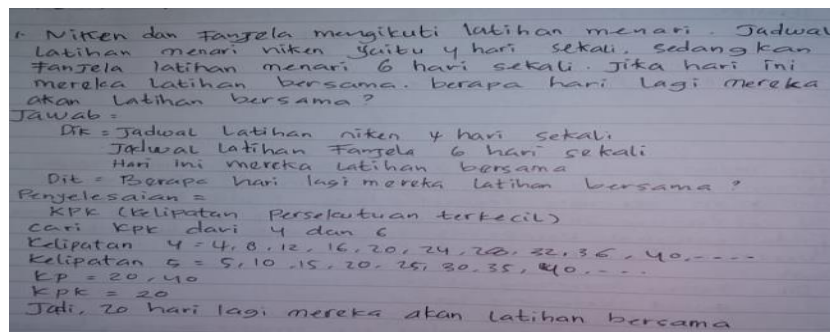 1. Niken dan Fanjela mengikuti latihan menari. Jadwal
Latihan menari niken yaitu 4 hari sekali. sedangkan
Fanjela latihan menari 6 hari sekali. Jika hari ini
mereka Latihan bersama. berapa hari Lagi mereka
akan Latihan bersama ?
Jawab =
Dik = Jadwal Latihan niken 4 hari sekali.
Jadwal Latihan Fanjela 6 hari sekali
Hari ini mereka Latihan bersama
Dit = Berapa hari lagi mereka Latihan bersama ?
Penyelesaian =
KPK (Kelipatan Persekutuan terkecil)
cari KPK dari 4 dan 6
Kelipatan 4 = 4, 8, 12, 16, 20, 24, 28, 32, 36, 40, ----
Kelipatan 5 = 5, 10, 15, 20, 25, 30, 35, 40, ...
KP = 20, 40
KPK = 20
Jadi, 20 hari lagi mereka akan Latihan bersama